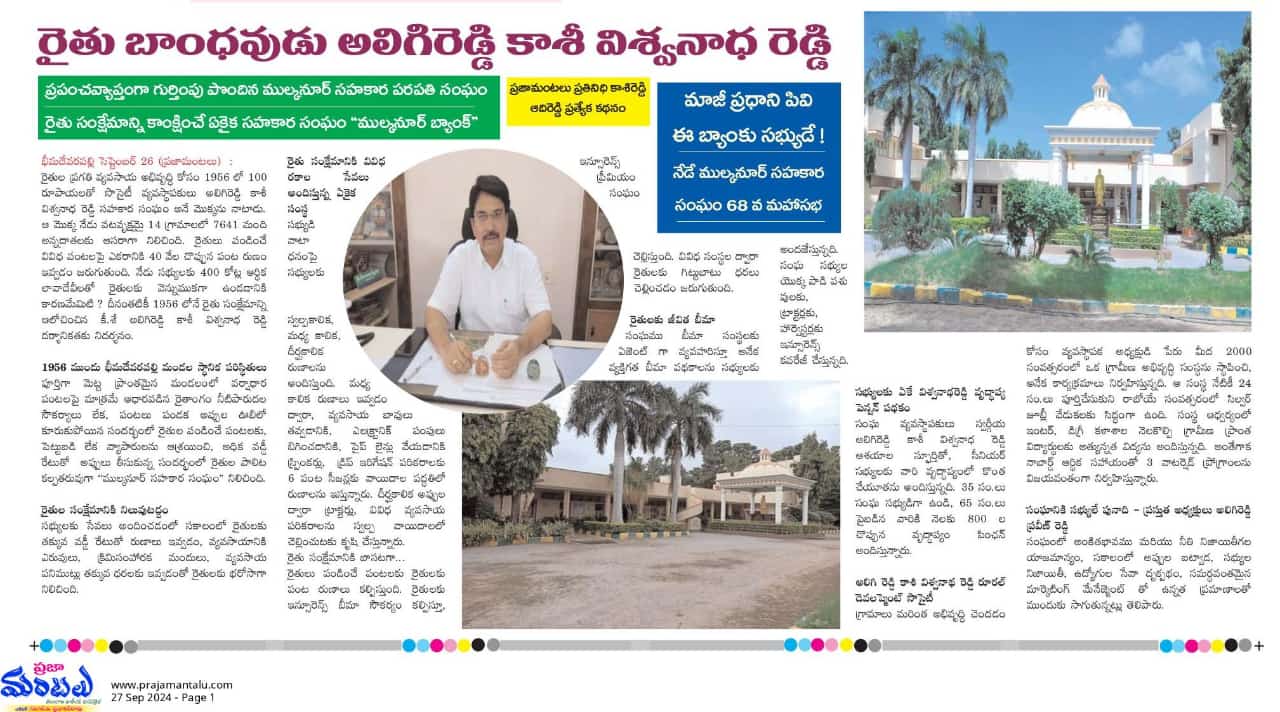 రైతు బాంధవుడు అలిగిరెడ్డి కాశీ విశ్వనాధ రెడ్డి
ప్రపంచవ్యాప్తంగా గుర్తింపు పొందిన ముల్కనూర్ సహకార పరపతి సంఘం
రైతు సంక్షేమాన్ని కాంక్షించే ఏకైక సహకార సంఘం “ముల్కనూర్ బ్యాంక్”
ప్రజామంటలు ప్రతినిధి కాశిరెడ్డి
ఆదిరెడ్డి ప్రత్యేక కథనం
మాజీ ప్రధాని పివి
ఈ బ్యాంకు సభ్యుడే !
నేడే ముల్కనూర్ సహకార
సంఘం 68 వ మహాసభ
భీమదేవరపల్లి సెప్టెంబర్ 26 (ప్రజామంటలు) :
రైతుల ప్రగతి వ్యవసాయ అభివృద్ధి కోసం 1956 లో 100
రూపాయలతో సొసైటీ వ్యవస్థాపకులు అలిగిరెడ్డి కాశీ
విశ్వనాధ రెడ్డి సహకార సంఘం అనే మొక్కను నాటాడు.
ఆ మొక్క నేడు వటవృక్షమై 14 గ్రామాలలో 7641 మంది
అన్నదాతలకు ఆసరాగా నిలిచింది. రైతులు వండించే
వివిధ వంటలపై ఎకరానికి 40 వేల చొప్పున పంట రుణం
ఇవ్వడం జరుగుతుంది. నేడు సభ్యులకు 400 కోట్ల ఆర్థిక
లావాదేవీలతో రైతులకు వెన్నుముకగా ఉండడానికి
కారణమేమిటి ? దీనంతటికీ 1956 లోనే రైతు సంక్షేమాన్ని
ఆలోచించిన కీ.శే అలిగిరెడ్డి కాశీ విశ్వనాథ రెడ్డి
దర్శానికతకు నిదర్శనం.
1956 ముందు భీమదేవరపల్లి మండల స్థానిక పరిస్థితులు
పూర్తిగా మెట్ట ప్రాంతమైన మండలంలో వర్షాధార
పంటలపై మాత్రమే ఆధారపడిన రైతాంగం నీటిపారుదల
సౌకర్యాలు లేక, పంటలు పండక అప్పుల ఊబిలో
కూరుకుపోయిన సందర్భంలో రైతుల వండించే పంటలకు,
పెట్టుబడి లేక వ్యాపారులను ఆశ్రయించి, అధిక వడ్డీ
రేటుతో అప్పులు తీసుకున్న సందర్భంలో రైతుల పాలిట
కల్పతరువుగా “ముల్కనూర్ సహకార సంఘం” నిలిచింది.
రైతుల సంక్షేమానికి నిలువుటద్దం
సభ్యులకు సేవలు అందించడంలో సకాలంలో రైతులకు
తక్కువ వడ్డీ రేటుతో రుణాలు ఇవ్వడం, వ్యవసాయానికి
ఎరువులు, క్రిమిసంహారక మందులు, వ్యవసాయ
పనిముట్లు తక్కువ ధరలకు ఇవ్వడంతో రైతులకు భరోసాగా
నిలిచింది.
రైతు సంక్షేమానికి వివిధ
రకాల సేవలు
అందిస్తున్న ఏకైక
సంస్థ
సభ్యుడి
వాటా
ధనంపై
సభ్యులకు
స్వల్పకాలిక,
మధ్య కాలిక,
దీర్ఘకాలిక
రుణాలను
అందిస్తుంది. మధ్య
కాలిక రుణాలను ఇవ్వడం
ద్వారా, వ్యవసాయ బావులు
తవ్వడానికి, ఎలక్ట్రానిక్ పంపులు
బిగించడానికి, పైప్ లైన్లు వేయడానికి
స్ప్రింకర్లు, డ్రిప్ ఇరిగేషన్ పరికరాలకు
6 పంట సీజన్లకు వాయిదాల పద్ధతిలో
రుణాలను ఇస్తున్నారు. దీర్ఘకాలిక అప్పుల
ద్వారా ట్రాక్టర్లు, వివిధ వ్యవసాయ
పరికరాలను స్వల్ప వాయిదాలలో
చెల్లించుటకు కృషి చేస్తున్నారు.
రైతు సంక్షేమానికి బాసటగా...
రైతులు పండించే పంటలకు రైతులకు
పంట రుణాలు కల్పిస్తుంది. రైతులకు
ఇన్సూరెన్స్ బీమా సౌకర్యం కల్పిస్తూ,
ఇన్సూరెన్స్
ప్రీమియం
సంఘం
చెల్లిస్తుంది. వివిధ సంస్థల ద్వారా
రైతులకు గిట్టుబాటు ధరలు
చెల్లించడం జరుగుతుంది.
రైతులకు జీవిత బీమా
సంఘము బీమా సంస్థలకు
ఏజెంట్ గా వ్యవహరిస్తూ అనేక
వ్యక్తిగత బీమా పథకాలను సభ్యులకు
అందజేస్తున్నది.
సంఘ సభ్యుల
యొక్క పాడి పశు
వులకు,
ట్రాక్టర్లకు,
హార్వెస్టర్లకు
ఇన్సూరెన్స్
కవరేజీ చేస్తున్నది.
సభ్యులకు ఏకే విశ్వనాథరెడ్డి వృద్ధాప్య
పెన్షన్ పథకం
సంఘ వ్యవస్థాపకులు స్వర్గీయ
అలిగిరెడ్డి కాశీ విశ్వనాధ రెడ్డి
ఆశయాల స్ఫూర్తితో, సీనియర్
సభ్యులకు వారి వృద్ధాప్యంలో కొంత
చేయూతను అందిస్తున్నది. 35 సం.లు
సంఘ సభ్యుడిగా ఉండి, 65 సం.లు
పైబడిన వారికి నెలకు 800 ల
చొప్పున వృద్ధాప్యం పింఛన్
అందిస్తున్నారు.
అలిగి రెడ్డి కాశి విశ్వనాథ రెడ్డి రూరల్
డెవలప్మెంట్ సొసైటీ
గ్రామాలు మరింత అభివృద్ధి చెందడం
కోసం వ్యవస్థాపక అధ్యక్షుడి పేరు మీద 2000
సంవత్సరంలో ఒక గ్రామీణ అభివృద్ధి సంస్థను స్థాపించి,
అనేక కార్యక్రమాలు నిర్వహిస్తున్నది. ఆ సంస్థ నేటికీ 24
సం.లు పూర్తిచేసుకుని రాబోయే సంవత్సరంలో సిల్వర్
జూబ్లీ వేడుకలకు సిద్ధంగా ఉంది. సంస్థ ఆధ్వర్యంలో
ఇంటర్, డిగ్రీ కళాశాల నెలకొల్పి గ్రామీణ ప్రాంత
విద్యార్థులకు అత్యున్నత విద్యను అందిస్తున్నది. అంతేగాక
నాబార్డ్ ఆర్థిక సహాయంతో 3 వాటర్షెడ్ ప్రోగ్రాంలను
విజయవంతంగా నిర్వహిస్తున్నారు.
సంఘానికి సభ్యులే పునాది - ప్రస్తుత అధ్యక్షులు అలిగిరెడ్డి
ప్రవీణ్ రెడ్డి
సంఘంలో అంకితభావము మరియు నీతి నిజాయితీగల
యాజమాన్యం, సకాలంలో అప్పుల బట్వాడ, సభ్యుల
నిజాయితీ, ఉద్యోగుల సేవా దృక్పథం, సమర్థవంతమైన
మార్కెటింగ్ మేనేజ్మెంట్ తో ఉన్నత ప్రమాణాలతో
ముందుకు సాగుతున్నట్లు తెలిపారు.
ప్రజా
మంటలు
www.prajamantalu.com
27 Sep 2024 - Page 1